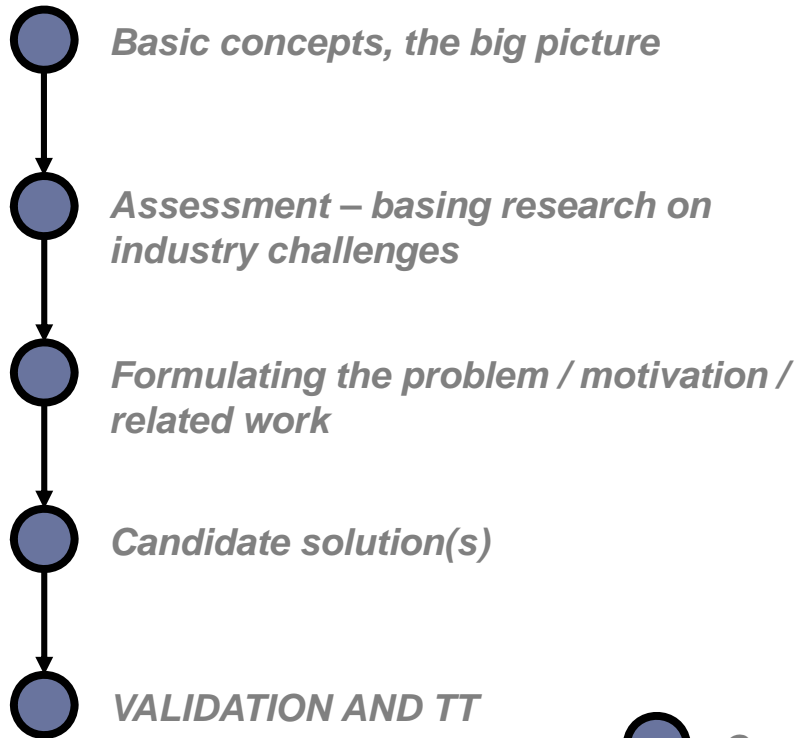 Basic concepts, the big picture
Assessment – basing research on
industry challenges
Formulating the problem / motivation /
related work
Candidate solution(s)
VALIDATION AND TT